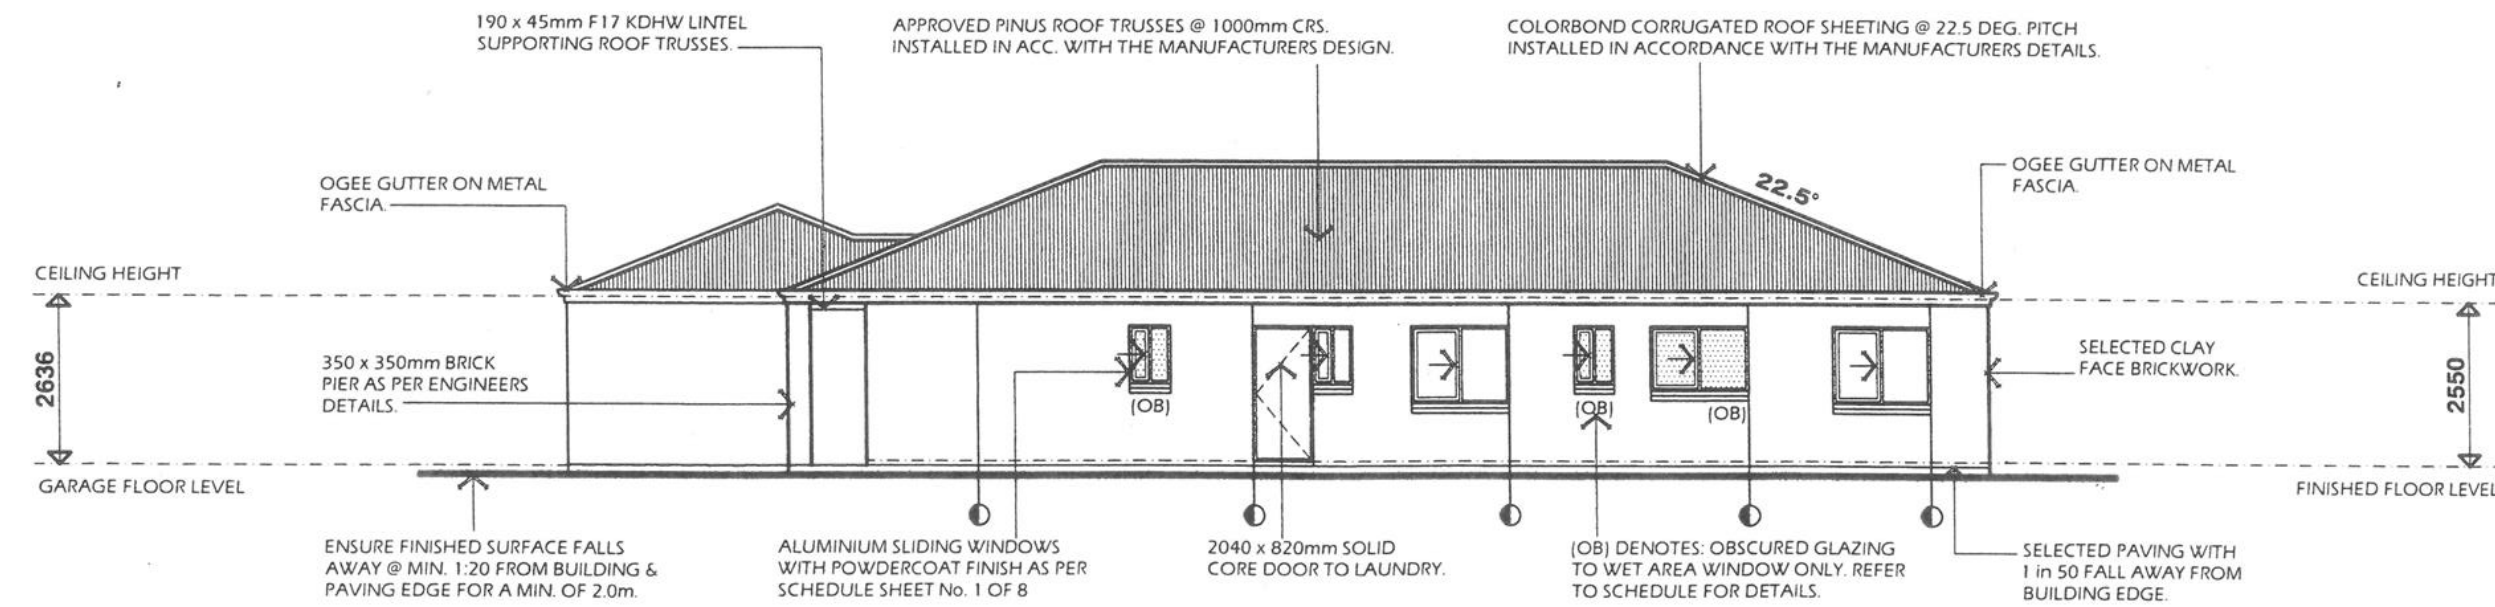 190 x 45mm F17 KDHW LINTEL
SUPPORTING ROOF TRUSSES.
APPROVED PINUS ROOF TRUSSES @ 1000mm CRS.
INSTALLED IN ACC. WITH THE MANUFACTURERS DESIGN.
COLORBOND CORRUGATED ROOF SHEETING @ 22.5 DEG. PITCH
INSTALLED IN ACCORDANCE WITH THE MANUFACTURERS DETAILS.
OGEE GUTTER ON METAL
FASCIA.
22.5°
OGEE GUTTER ON METAL
FASCIA.
CEILING HEIGHT
CEILING HEIGHT
2636
350 x 350mm BRICK
PIER AS PER ENGINEERS
DETAILS.
(OB)
(OB)
(OB)
SELECTED CLAY
FACE BRICKWORK.
2550
GARAGE FLOOR LEVEL
FINISHED FLOOR LEVEL
ENSURE FINISHED SURFACE FALLS
AWAY @ MIN. 1:20 FROM BUILDING &
PAVING EDGE FOR A MIN. OF 2.0m.
ALUMINIUM SLIDING WINDOWS
WITH POWDERCOAT FINISH AS PER
SCHEDULE SHEET No. 1 OF 8
2040 x 820mm SOLID
CORE DOOR TO LAUNDRY.
(OB) DENOTES: OBSCURED GLAZING
TO WET AREA WINDOW ONLY. REFER
TO SCHEDULE FOR DETAILS.
SELECTED PAVING WITH
1 in 50 FALL AWAY FROM
BUILDING EDGE.